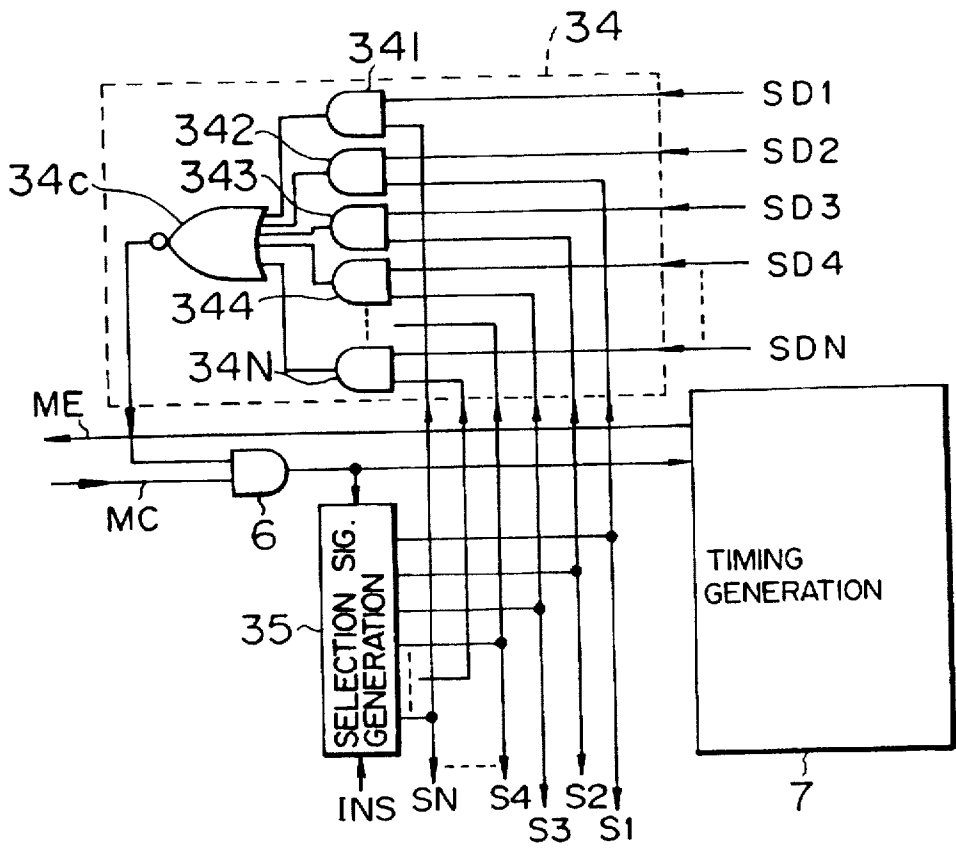 34
341
SD1
342
SD2
34c
343
SD3
SD4
344
34N
SDN
ME
MC
6
SELECTION SIG.
GENERATION
35
TIMING
GENERATION
7
INS
SN
S4
S3
S2
S1